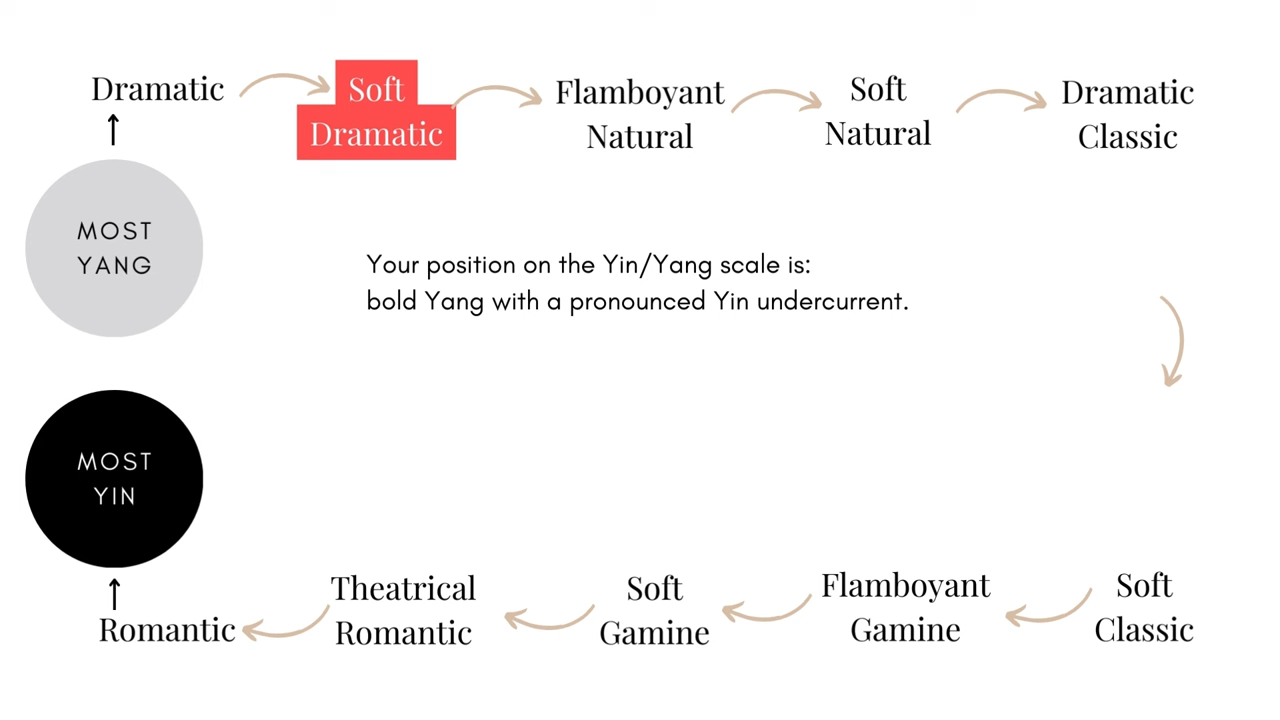 Dramatic
Soft
Dramatic
Flamboyant
Natural
Soft
Natural
Dramatic
Classic
MOST
YANG
Your position on the Yin/Yang scale is:
bold Yang with a pronounced Yin undercurrent.
MOST
YIN
Romantic
Theatrical
Romantic
Soft
Gamine
Flamboyant
Gamine
Soft
Classic